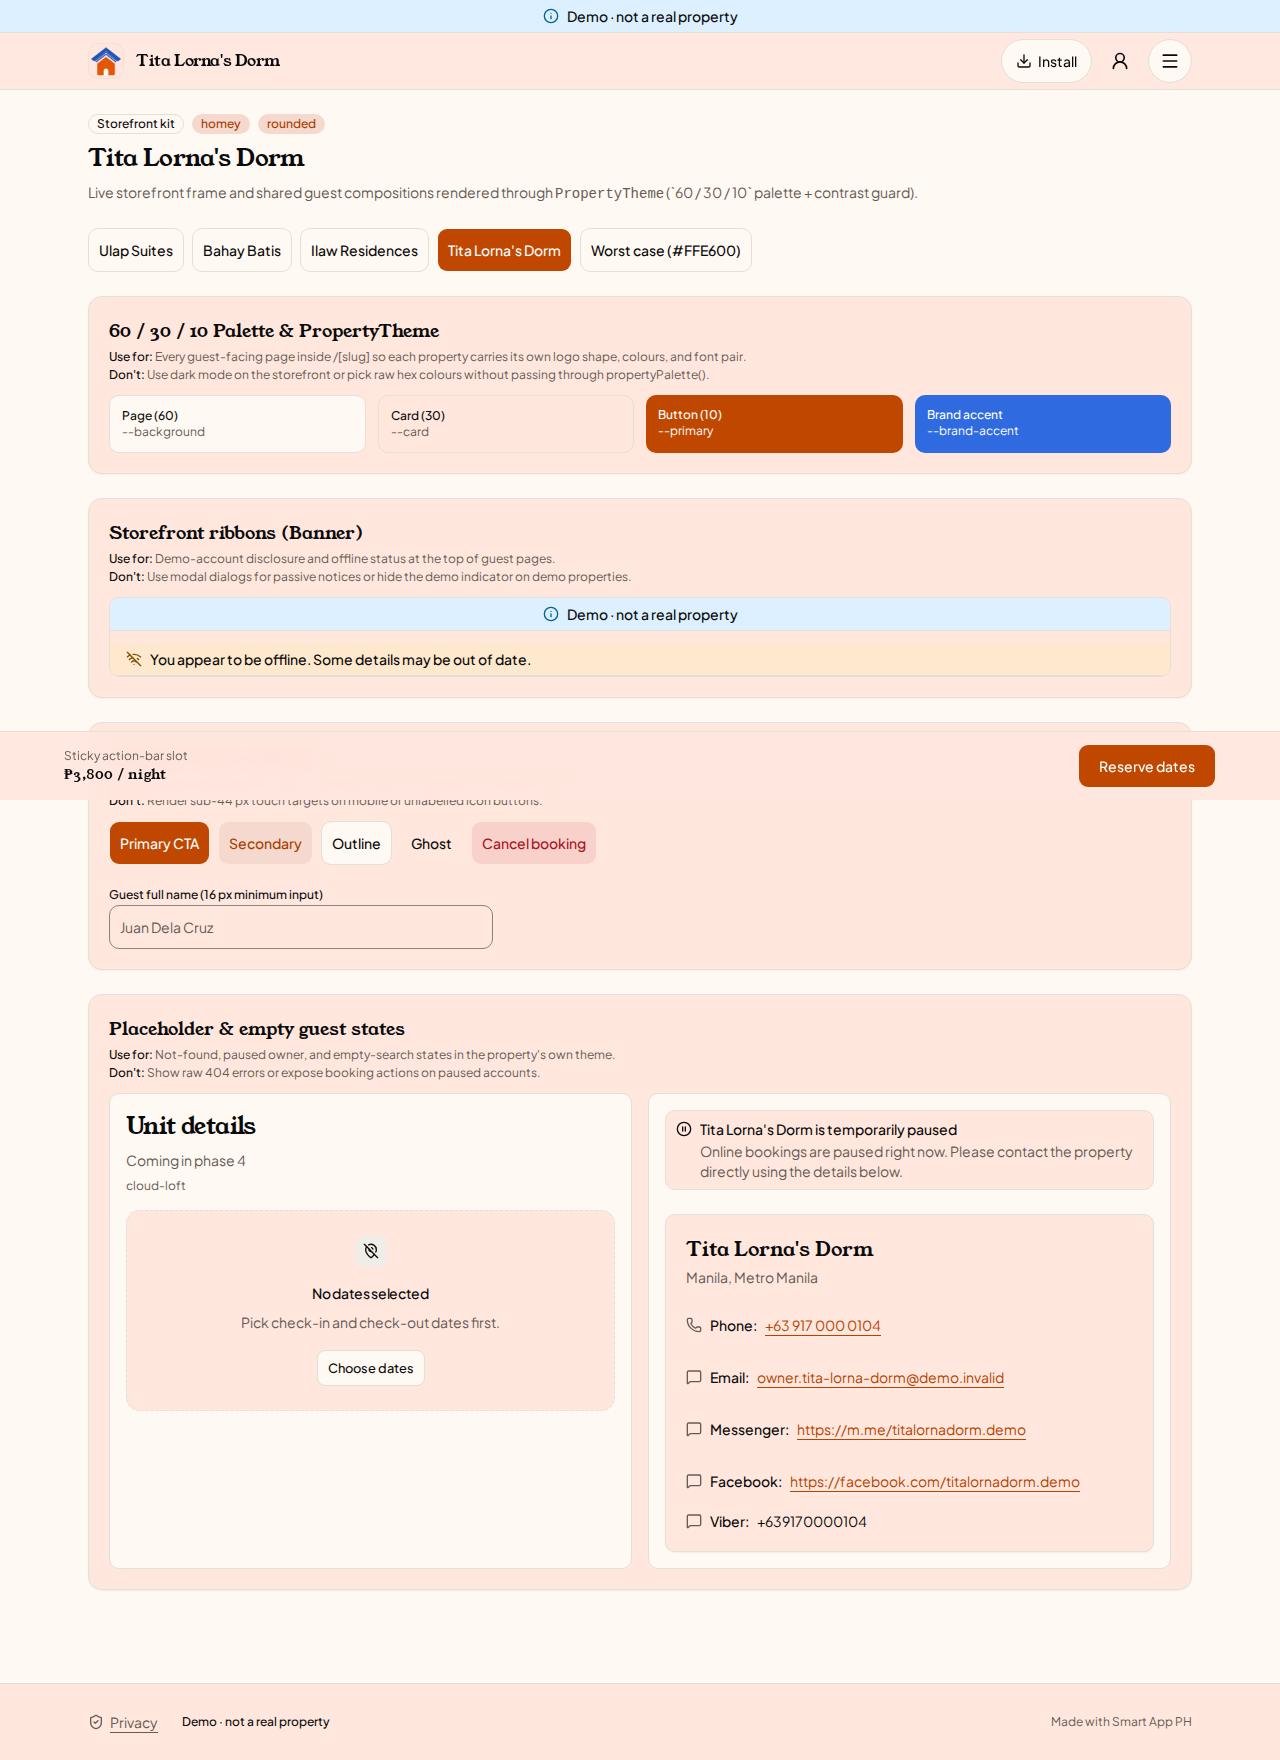 Demo · not a real property
Tita Lorna's Dorm
Install
Storefront kit
homey
rounded
Tita Lorna's Dorm
Live storefront frame and shared guest compositions rendered through PropertyTheme (`60 / 30 / 10` palette + contrast guard).
Ulap Suites
Bahay Batis
Ilaw Residences
Tita Lorna's Dorm
Worst case (#FFE600)
60 / 30 / 10 Palette & PropertyTheme
Use for: Every guest-facing page inside /[slug] so each property carries its own logo shape, colours, and font pair.
Don't: Use dark mode on the storefront or pick raw hex colours without passing through propertyPalette().
Page (60)
--background
Card (30)
--card
Button (10)
--primary
Brand accent
--brand-accent
Storefront ribbons (Banner)
Use for: Demo-account disclosure and offline status at the top of guest pages.
Don't: Use modal dialogs for passive notices or hide the demo indicator on demo properties.
Demo · not a real property
You appear to be offline. Some details may be out of date.
Sticky action-bar slot
₱3,800 / night
Reserve dates
Don't: Render sub-44 px touch targets on mobile or unlabelled icon buttons.
Primary CTA
Secondary
Outline
Ghost
Cancel booking
Guest full name (16 px minimum input)
Juan Dela Cruz
Placeholder & empty guest states
Use for: Not-found, paused owner, and empty-search states in the property's own theme.
Don't: Show raw 404 errors or expose booking actions on paused accounts.
Unit details
Coming in phase 4
cloud-loft
No dates selected
Pick check-in and check-out dates first.
Choose dates
Tita Lorna's Dorm is temporarily paused
Online bookings are paused right now. Please contact the property
directly using the details below.
Tita Lorna's Dorm
Manila, Metro Manila
Phone: +63 917 000 0104
Email: owner.tita-lorna-dorm@demo.invalid
Messenger: https://m.me/titalornadorm.demo
Facebook: https://facebook.com/titalornadorm.demo
Viber: +639170000104
Privacy
Demo · not a real property
Made with Smart App PH